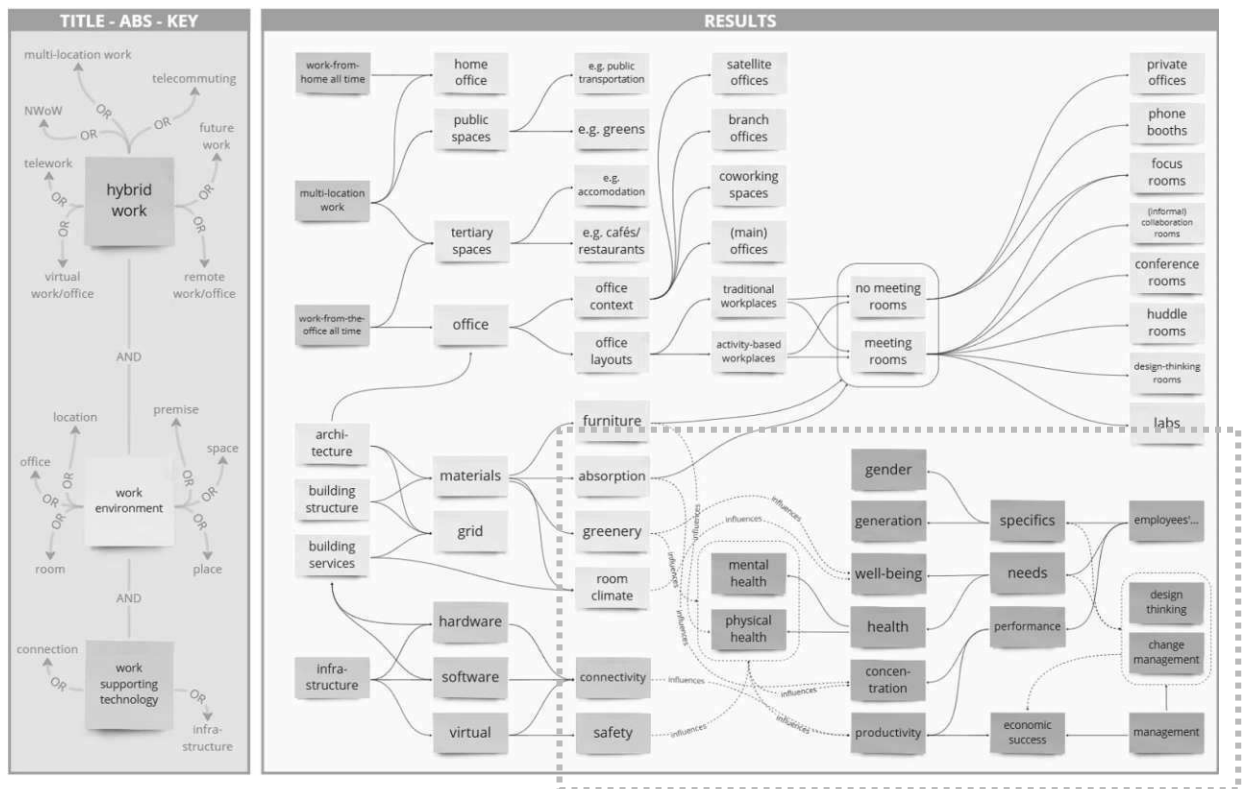 TITLE - ABS - KEY
multi-location work
telecommuting
NWoW
OR
OR
OR
OR
future
work
telework
OR
OR
hybrid
work
OR
OR
virtual
work/office
remote
work/office
AND
location
premise
office
space
OR
OR
OR
OR
work
environment
OR
OR
room
place
AND
connection
OR
work
supporting
technology
OR
infra-
structure
RESULTS
work-from-
home all time
multi-location
work
work-from-the-
office all time
archi-
tecture
building
structure
building
services
infra-
structure
home
office
public
spaces
tertiary
spaces
office
materials
grid
hardware
software
virtual
e.g. public
transportation
e.g. greens
e.g.
accomodation
e.g. cafés/
restaurants
office
context
office
layouts
furniture
absorption
greenery
room
climate
connectivity
safety
satellite
offices
branch
offices
coworking
spaces
(main)
offices
traditional
workplaces
activity-based
workplaces
no meeting
rooms
meeting
rooms
private
offices
phone
booths
focus
rooms
(informal)
collaboration
rooms
conference
rooms
huddle
rooms
design-thinking
rooms
labs
influences
influences
influences
influences
influences
influences
influences
influences
mental
health
physical
health
gender
generation
well-being
health
concen-
tration
productivity
specifics
needs
performance
economic
success
employees'...
design
thinking
change
management
management